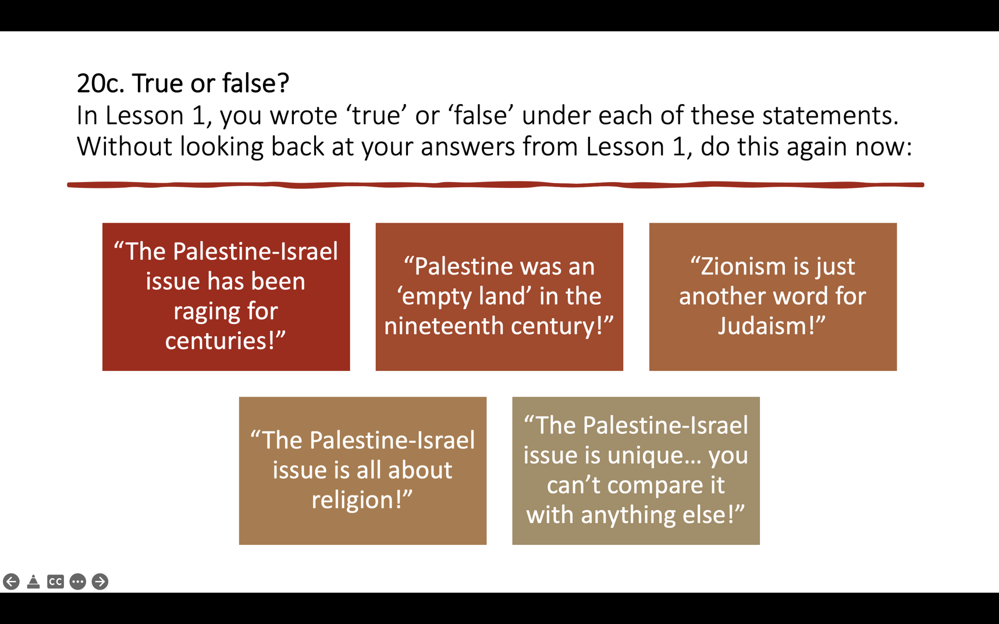 20c. True or false?
In Lesson 1, you wrote ‘true’ or ‘false’ under each of these statements.
Without looking back at your answers from Lesson 1, do this again now:
“The Palestine-Israel
issue has been
raging for
centuries!”
“Palestine was an
‘empty land’ in the
nineteenth century!”
“Zionism is just
another word for
Judaism!”
“The Palestine-Israel
issue is all about
religion!”
“The Palestine-Israel
issue is unique… you
can’t compare it
with anything else!”
CC